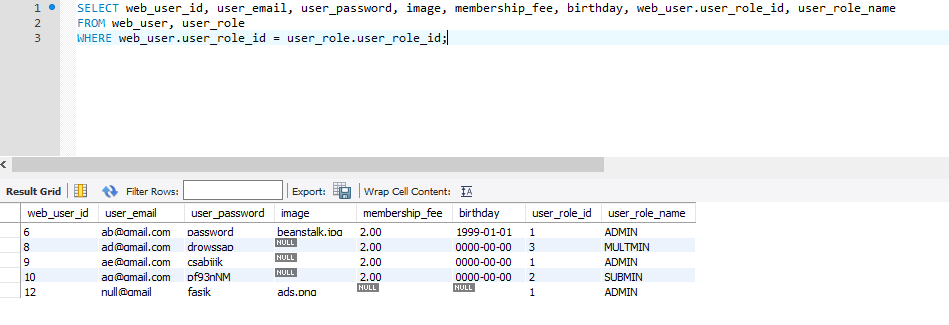 1 SELECT web_user_id, user_email, user_password, image, membership_fee, birthday, web_user.user_role_id, user_role_name
2 FROM web_user, user_role
3 WHERE web_user.user_role_id = user_role.user_role_id;
Result Grid Filter Rows: Export: Wrap Cell Content: IA
web_user_id user_email user_password image membership_fee birthday user_role_id user_role_name
6 ab@gmail.com password beanstalk.jpg 2.00 1999-01-01 1 ADMIN
8 ad@gmail.com drowssap NULL 2.00 0000-00-00 3 MULTMIN
9 ae@gmail.com NULL 2.00 0000-00-00 1 ADMIN
10 ag@gmail.com pf93nNM NULL 2.00 0000-00-00 2 SUBMIN
12 null@gmail fasik ads.png NULL NULL 1 ADMIN